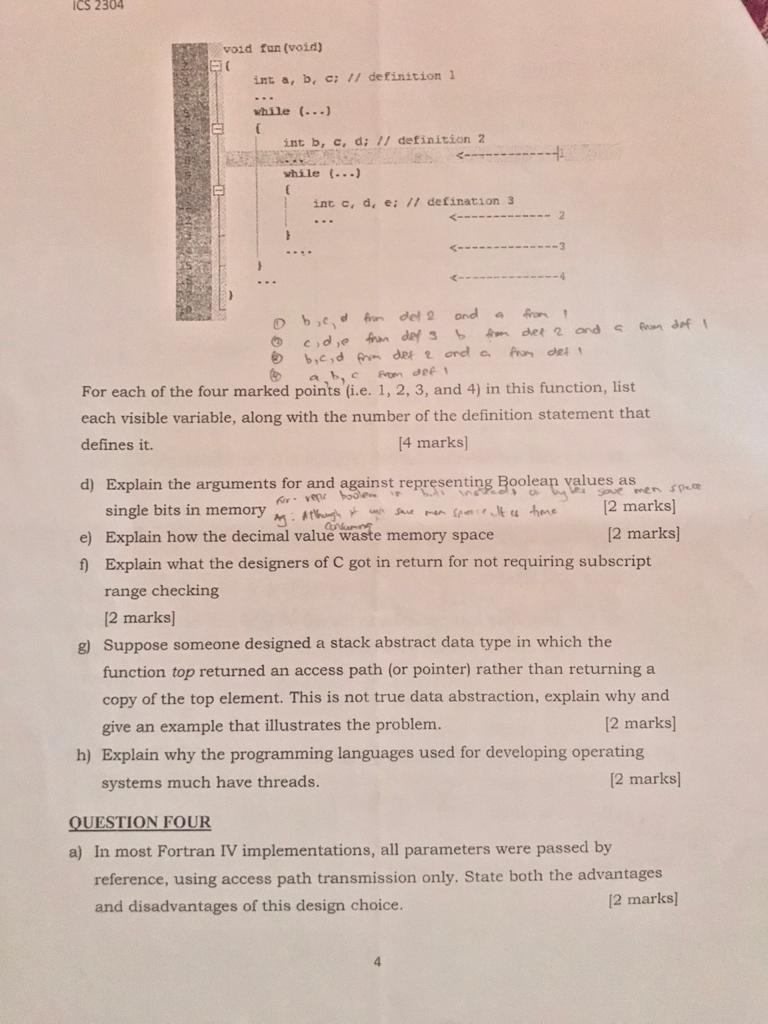 ICS 2304
void fun(void)
{
int a, b, c; // definition 1
...
while (...)
{
int b, c, d; // definition 2
... <------------- 1
while (...)
{
int c, d, e; // defination 3
... <------------- 2
}
.... <-------------3
}
... <-------------4
}
① b,c,d from def 2 and a from 1
② c,d,e from def 3 b from def 2 and a from def 1
③ b,c,d from def 2 and a from def 1
④ a,b,c from def 1
For each of the four marked points (i.e. 1, 2, 3, and 4) in this function, list
each visible variable, along with the number of the definition statement that
defines it. [4 marks]
d) Explain the arguments for and against representing Boolean values as
for - repr boolean in bits instead of bytes save mem space
single bits in memory [2 marks]
Ag: Although it will save mem space. It is time
consuming
e) Explain how the decimal value waste memory space [2 marks]
f) Explain what the designers of C got in return for not requiring subscript
range checking
[2 marks]
g) Suppose someone designed a stack abstract data type in which the
function top returned an access path (or pointer) rather than returning a
copy of the top element. This is not true data abstraction, explain why and
give an example that illustrates the problem. [2 marks]
h) Explain why the programming languages used for developing operating
systems much have threads. [2 marks]
QUESTION FOUR
a) In most Fortran IV implementations, all parameters were passed by
reference, using access path transmission only. State both the advantages
and disadvantages of this design choice. [2 marks]
4